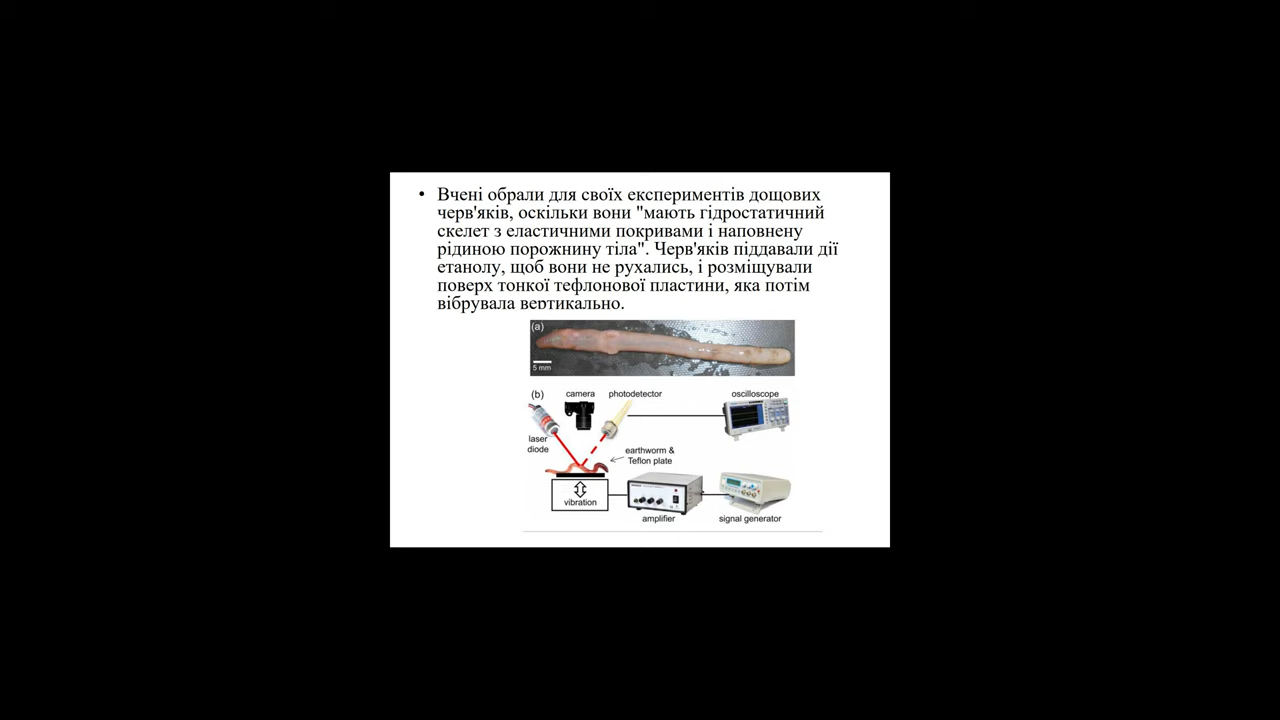 • Вчені обрали для своїх експериментів дощових
черв'яків, оскільки вони "мають гідростатичний
скелет з еластичними покривами і наповнену
рідиною порожнину тіла". Черв'яків піддавали дії
етанолу, щоб вони не рухались, і розміщували
поверх тонкої тефлонової пластини, яка потім
вібрувала вертикально.
(a)
5 mm
(b)
camera
photodetector
oscilloscope
laser
diode
earthworm &
Teflon plate
vibration
amplifier
signal generator